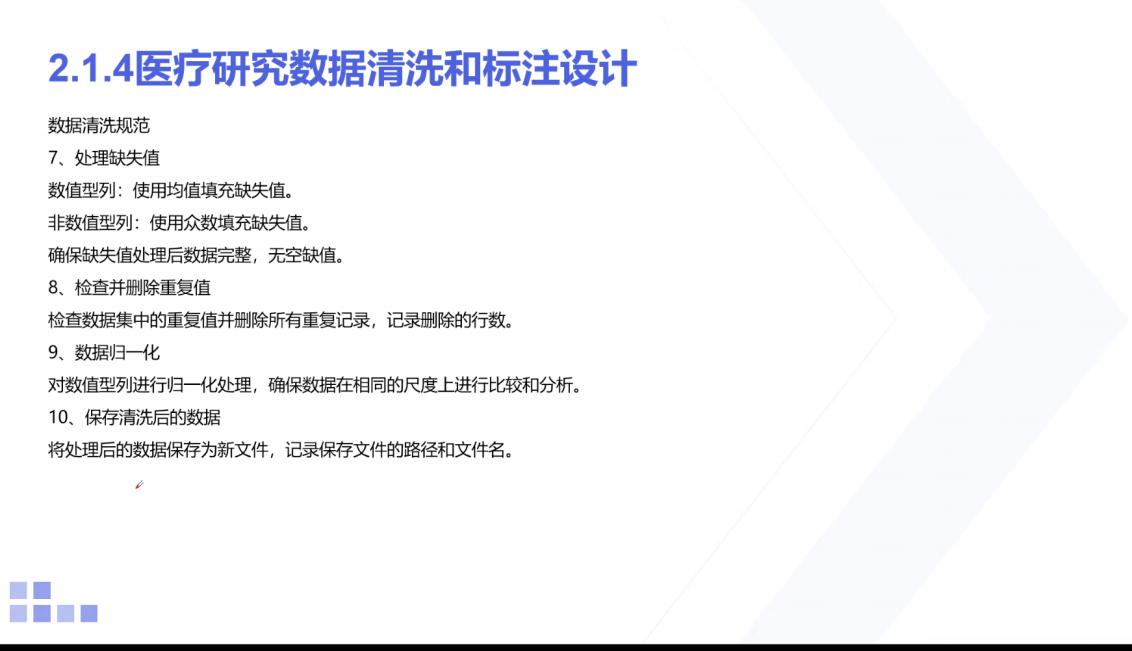 2.1.4医疗研究数据清洗和标注设计
数据清洗规范
7、处理缺失值
数值型列：使用均值填充缺失值。
非数值型列：使用众数填充缺失值。
确保缺失值处理后数据完整，无空缺值。
8、检查并删除重复值
检查数据集中的重复值并删除所有重复记录，记录删除的行数。
9、数据归一化
对数值型列进行归一化处理，确保数据在相同的尺度上进行比较和分析。
10、保存清洗后的数据
将处理后的数据保存为新文件，记录保存文件的路径和文件名。